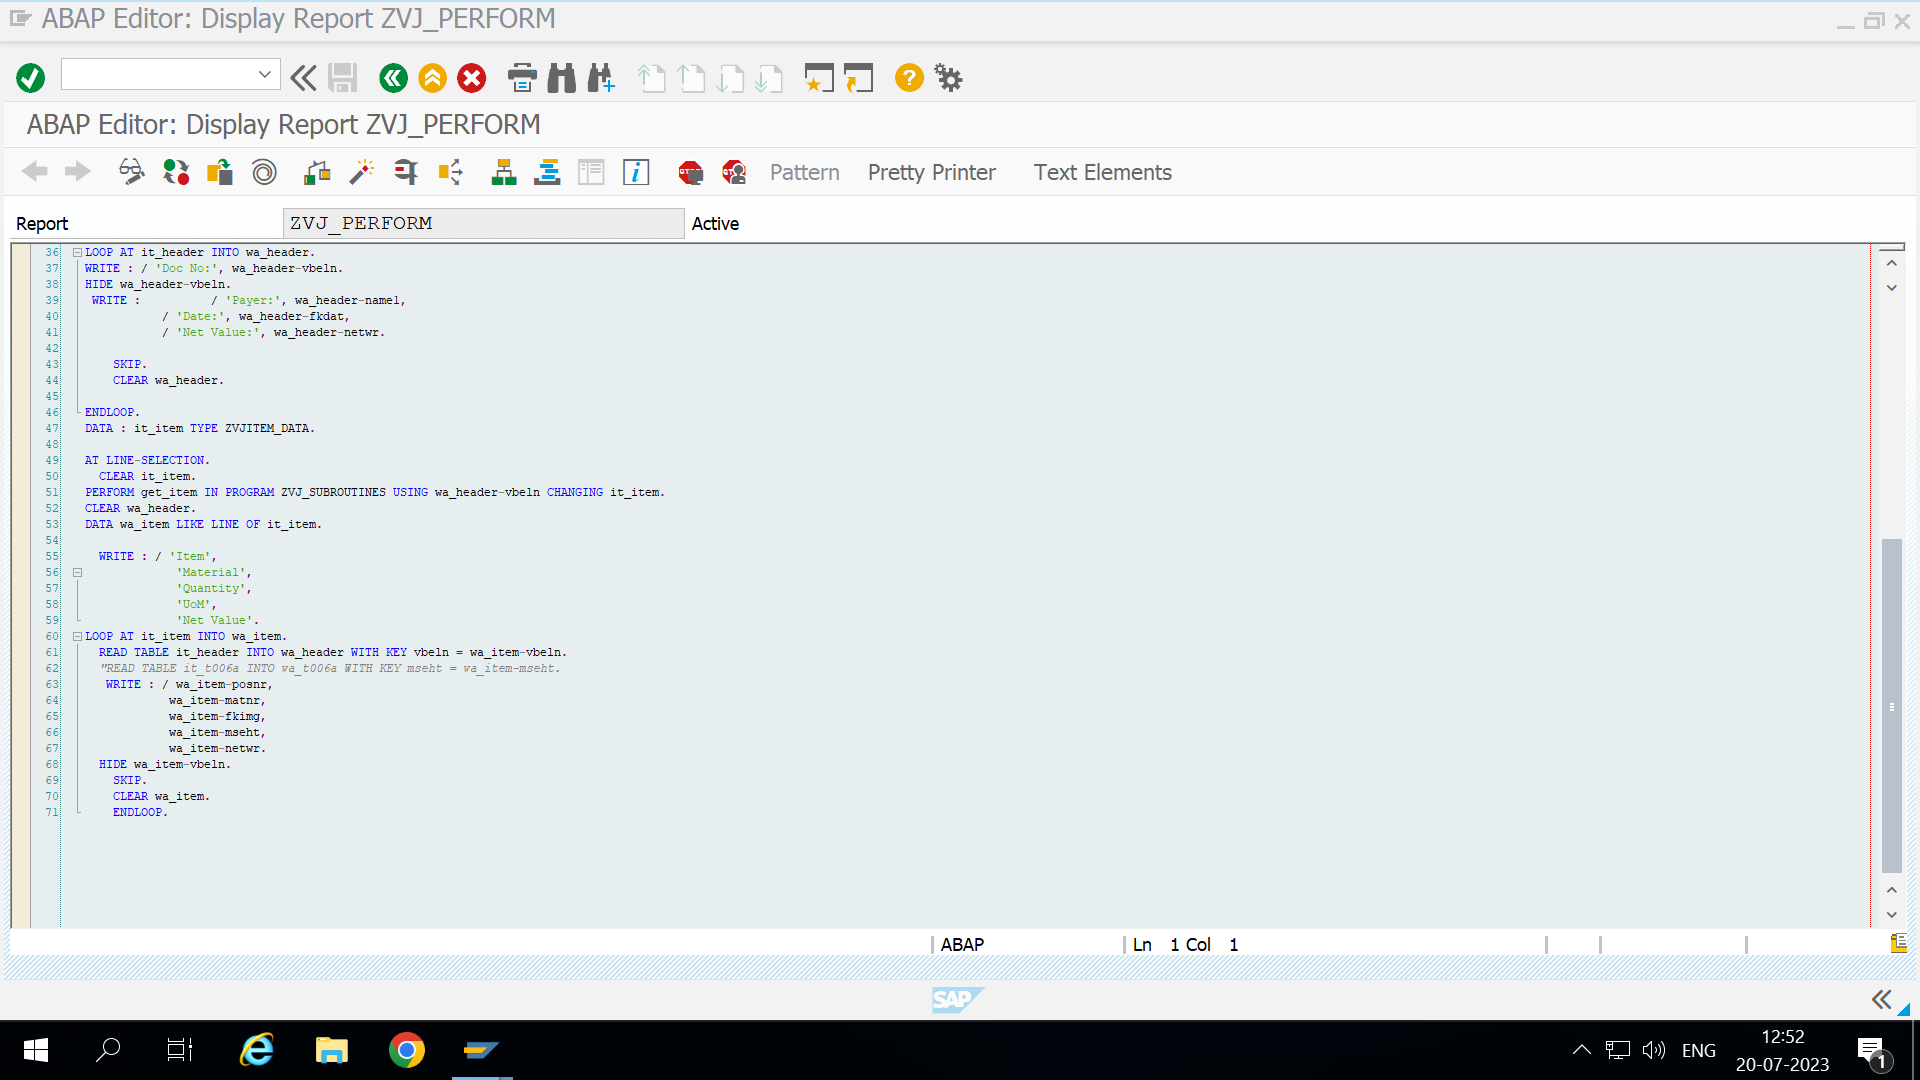 ABAP Editor: Display Report ZVJ_PERFORM
ABAP Editor: Display Report ZVJ_PERFORM
Pattern Pretty Printer Text Elements
Report ZVJ_PERFORM Active
36 LOOP AT it_header INTO wa_header.
37 WRITE : / 'Doc No:', wa_header-vbeln.
38 HIDE wa_header-vbeln.
39 WRITE : / 'Payer:', wa_header-name1,
40 / 'Date:', wa_header-fkdat,
41 / 'Net Value:', wa_header-netwr.
42
43 SKIP.
44 CLEAR wa_header.
45
46 ENDLOOP.
47 DATA : it_item TYPE ZVJITEM_DATA.
48
49 AT LINE-SELECTION.
50 CLEAR it_item.
51 PERFORM get_item IN PROGRAM ZVJ_SUBROUTINES USING wa_header-vbeln CHANGING it_item.
52 CLEAR wa_header.
53 DATA wa_item LIKE LINE OF it_item.
54
55 WRITE : / 'Item',
56 'Material',
57 'Quantity',
58 'UoM',
59 'Net Value'.
60 LOOP AT it_item INTO wa_item.
61 READ TABLE it_header INTO wa_header WITH KEY vbeln = wa_item-vbeln.
62 "READ TABLE it_t006a INTO wa_t006a WITH KEY mseht = wa_item-mseht.
63 WRITE : / wa_item-posnr,
64 wa_item-matnr,
65 wa_item-fkimg,
66 wa_item-mseht,
67 wa_item-netwr.
68 HIDE wa_item-vbeln.
69 SKIP.
70 CLEAR wa_item.
71 ENDLOOP.
ABAP Ln 1 Col 1
SAP
ENG 12:52
20-07-2023
1